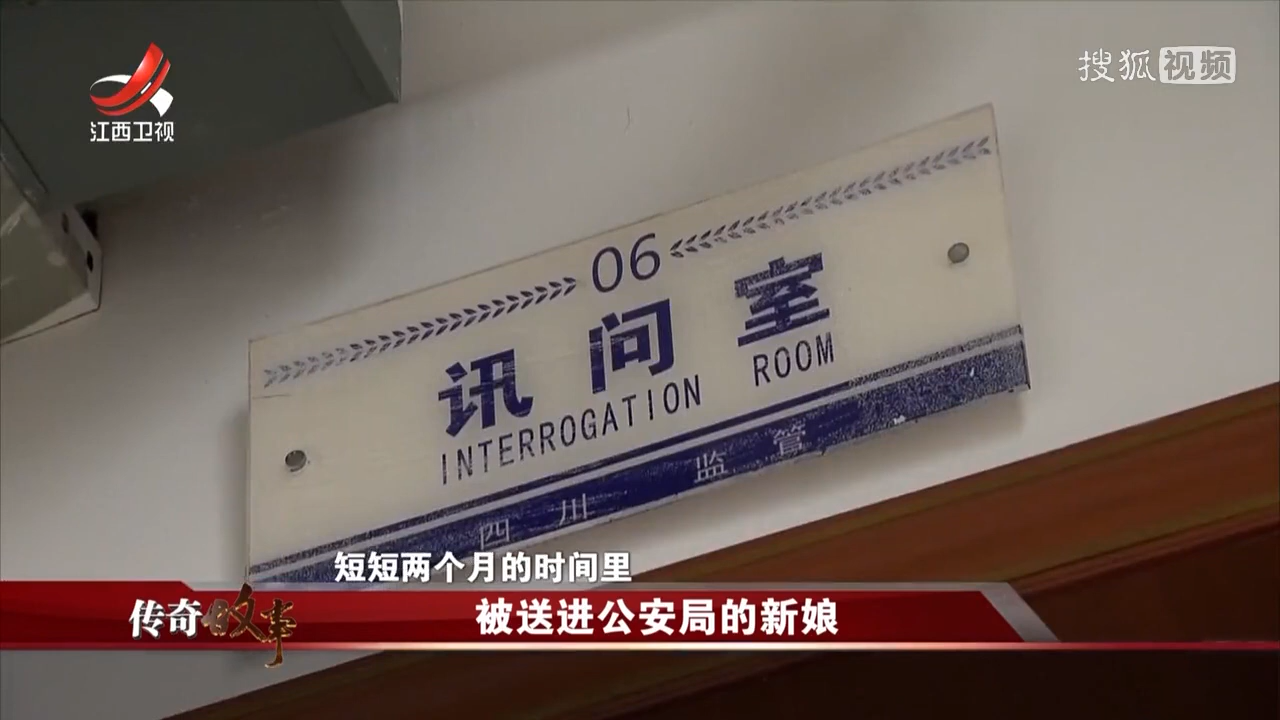 江西卫视
搜狐视频
06
讯问室
INTERROGATION ROOM
四川 监管
短短两个月的时间里
传奇故事
被送进公安局的新娘